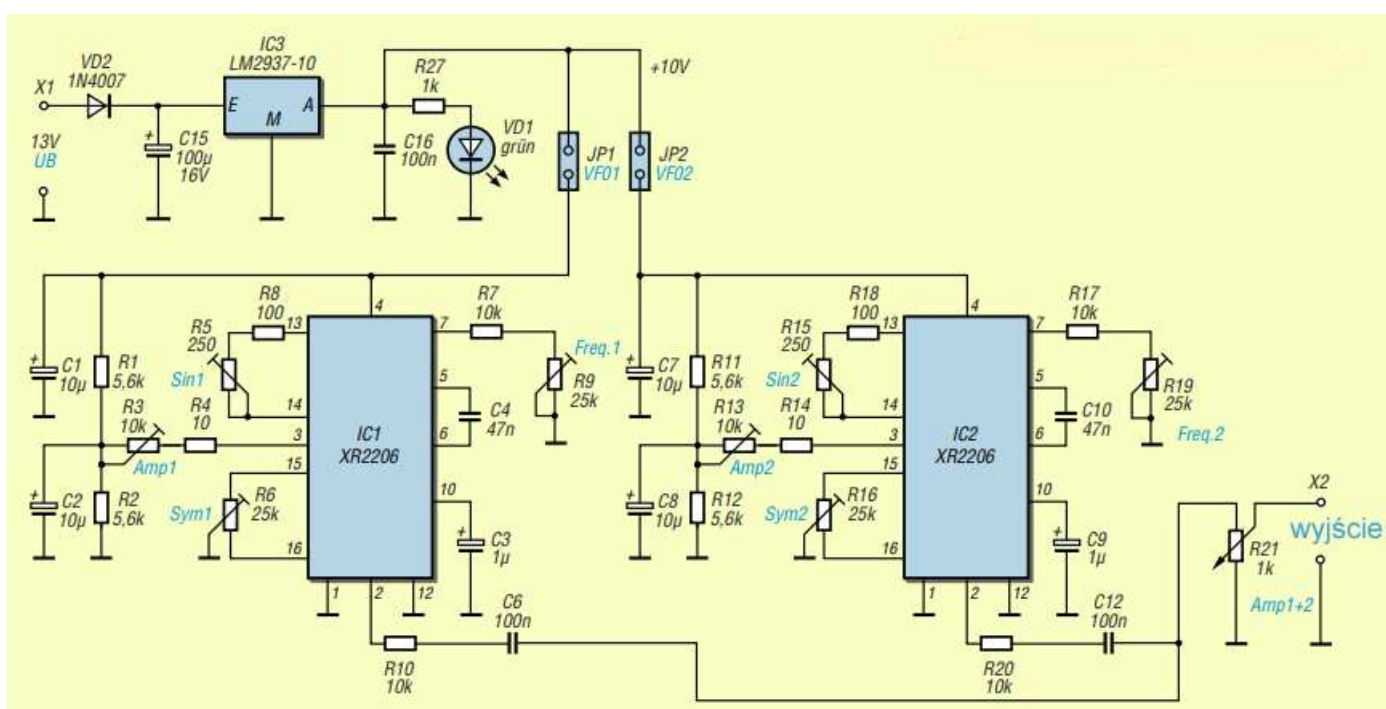 X1
13V
UB
VD2
1N4007
+
C15
100µ
16V
IC3
LM2937-10
E
A
M
R27
1k
C16
100n
VD1
grün
+10V
JP1
VF01
JP2
VF02
+
C1
10µ
R1
5,6k
R3
10k
Amp1
R4
10
+
C2
10µ
R2
5,6k
R8
100
R5
250
Sin1
R6
25k
Sym1
4
13
14
3
15
16
7
5
6
10
1
2
12
IC1
XR2206
R7
10k
Freq.1
R9
25k
C4
47n
+
C3
1µ
R10
10k
C6
100n
+
C7
10µ
R11
5,6k
R13
10k
Amp2
R14
10
+
C8
10µ
R12
5,6k
R18
100
R15
250
Sin2
R16
25k
Sym2
4
13
14
3
15
16
7
5
6
10
1
2
12
IC2
XR2206
R17
10k
R19
25k
Freq.2
C10
47n
+
C9
1µ
R20
10k
C12
100n
R21
1k
Amp1+2
X2
wyjście